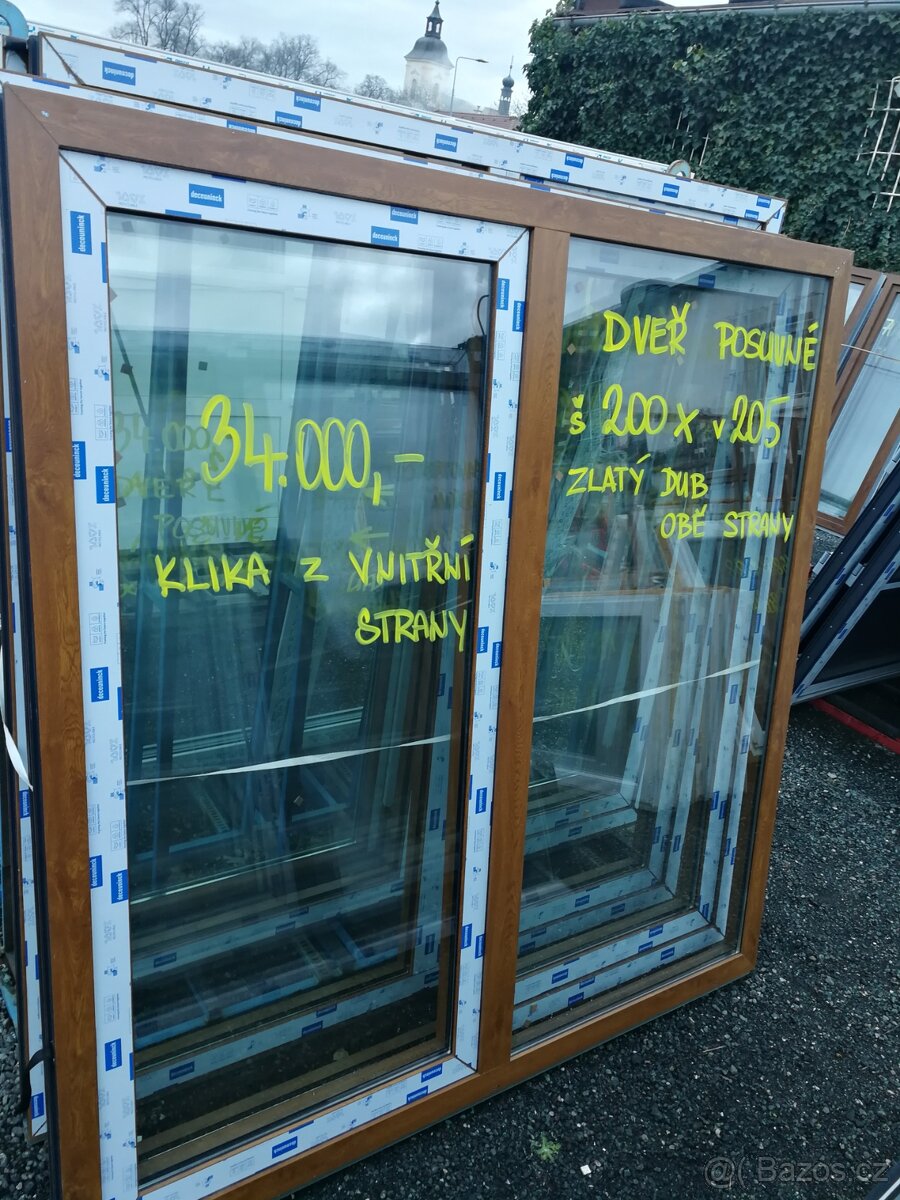 34.000,-
KLIKA Z VNITŘNÍ
STRANY
DVEŘ POSUVNÉ
š 200 X v 205
ZLATÝ DUB
OBĚ STRANY
deceuninck
@( Bazos.cz